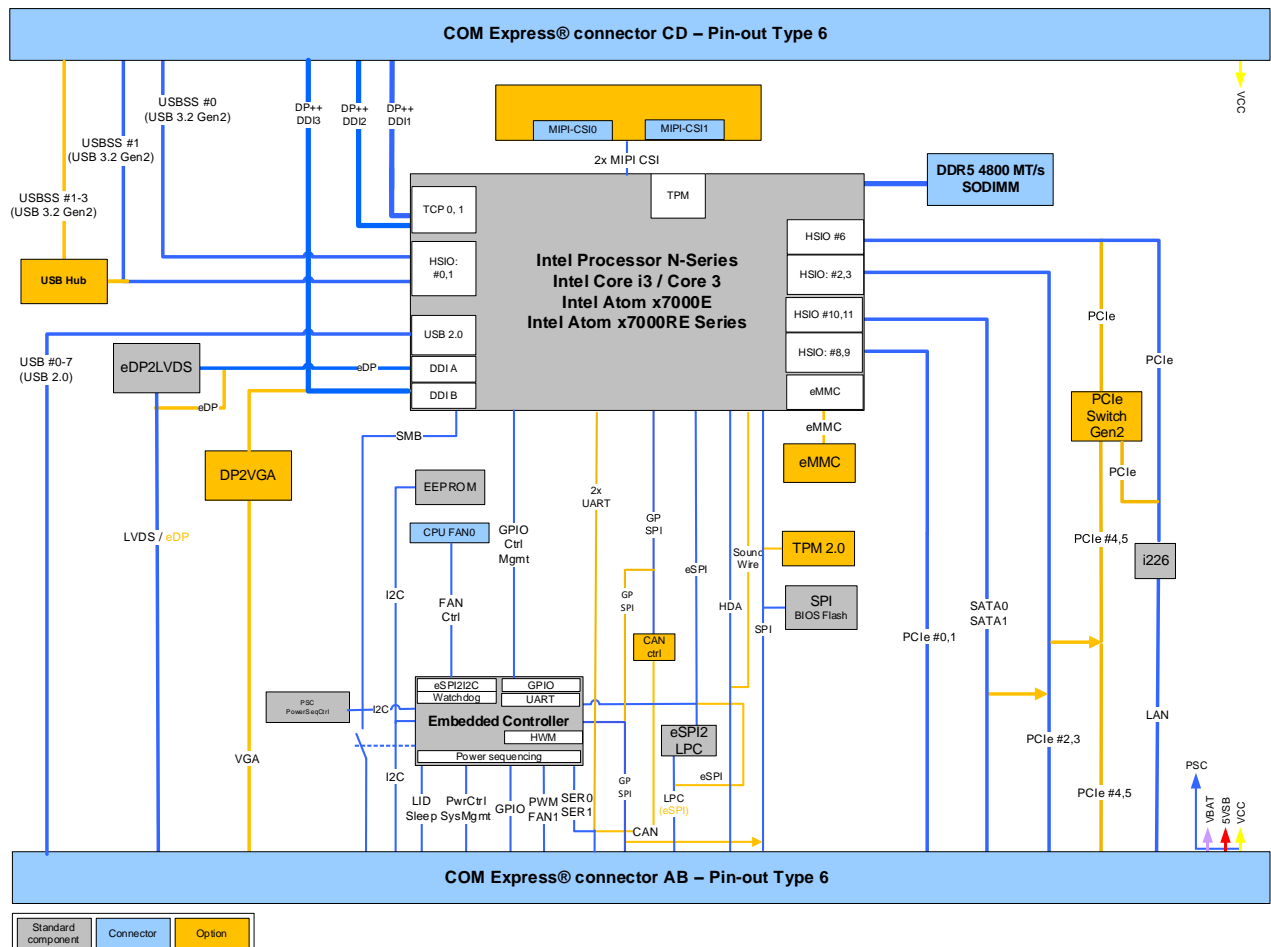 COM Express® connector CD – Pin-out Type 6
USBSS #0
(USB 3.2 Gen2)
USBSS #1
(USB 3.2 Gen2)
USBSS #1-3
(USB 3.2 Gen2)
DP++
DDI3
DP++
DDI2
DP++
DDI1
VCC
MIPI-CSI0
MIPI-CSI1
2x MIPI CSI
DDR5 4800 MT/s
SODIMM
TPM
TCP 0, 1
HSIO:
#0,1
USB 2.0
DDI A
DDI B
Intel Processor N-Series
Intel Core i3 / Core 3
Intel Atom x7000E
Intel Atom x7000RE Series
HSIO #6
HSIO: #2,3
HSIO #10,11
HSIO: #8,9
eMMC
USB Hub
USB #0-7
(USB 2.0)
eDP2LVDS
eDP
eDP
DP2VGA
LVDS / eDP
VGA
SMB
EEPROM
CPU FAN0
I2C
FAN
Ctrl
GPIO
Ctrl
Mgmt
2x
UART
GP
SPI
GP
SPI
eSPI
HDA
Sound
Wire
SPI
eMMC
eMMC
TPM 2.0
SPI
BIOS Flash
CAN
ctrl
PCIe
PCIe
PCIe
Switch
Gen2
PCIe
PCIe #4,5
i226
PCIe #0,1
SATA0
SATA1
PCIe #2,3
PCIe #4,5
LAN
PSC
PowerSeqCtrl
I2C
eSPI2I2C
Watchdog
GPIO
UART
Embedded Controller
HWM
Power sequencing
eSPI2
LPC
eSPI
LPC
(eSPI)
I2C
LID
Sleep
PwrCtrl
SysMgmt
GPIO
PWM
FAN1
SER0
SER1
GP
SPI
CAN
PSC
VBAT
5VSB
VCC
COM Express® connector AB – Pin-out Type 6
Standard
component
Connector
Option